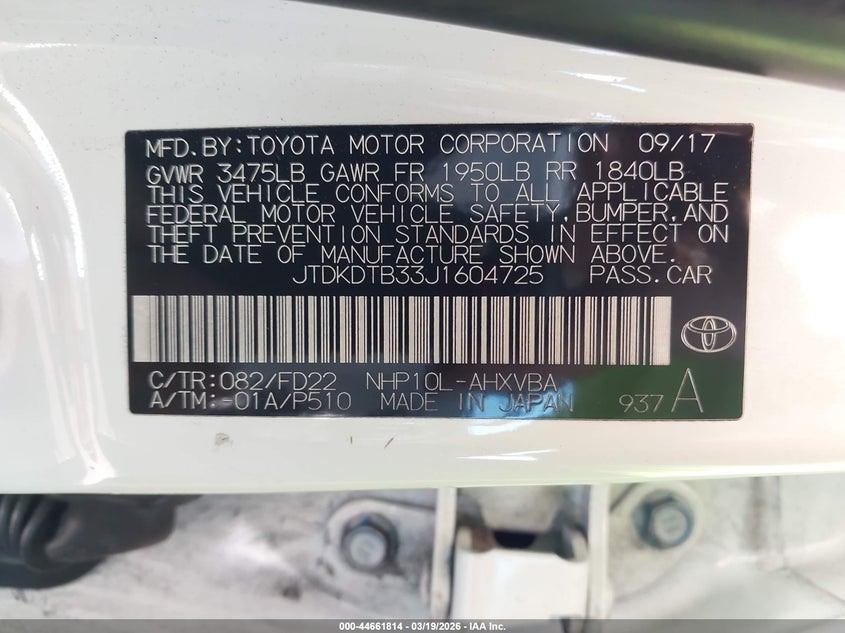 MFD.BY:TOYOTA MOTOR CORPORATION 09/17
GVWR 3475LB GAWR FR 1950LB RR 1840LB
THIS VEHICLE CONFORMS TO ALL APPLICABLE
FEDERAL MOTOR VEHICLE SAFETY,BUMPER,AND
THEFT PREVENTION STANDARDS IN EFFECT ON
THE DATE OF MANUFACTURE SHOWN ABOVE.
JTDKDTB33J1604725 PASS.CAR
C/TR:082/FD22 NHP10L-AHXVBA
A/TM:-01A/P510 MADE IN JAPAN 937A
000-44661814 | 03/19/2026 – IAA Inc.